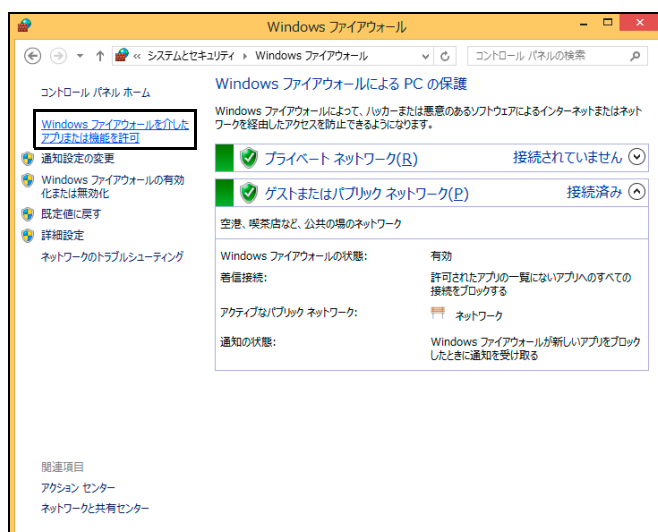 Windows ファイアウォール
« システムとセキュリティ › Windows ファイアウォール
コントロール パネルの検索
コントロール パネル ホーム
Windows ファイアウォールを介した
アプリまたは機能を許可
通知設定の変更
Windows ファイアウォールの有効
化または無効化
既定値に戻す
詳細設定
ネットワークのトラブルシューティング
Windows ファイアウォールによる PC の保護
Windows ファイアウォールによって、ハッカーまたは悪意のあるソフトウェアによるインターネットまたはネット
ワークを経由したアクセスを防止できるようになります。
プライベート ネットワーク(R) 接続されていません
ゲストまたはパブリック ネットワーク(P) 接続済み
空港、喫茶店など、公共の場のネットワーク
Windows ファイアウォールの状態: 有効
着信接続: 許可されたアプリの一覧にないアプリへのすべての
接続をブロックする
アクティブなパブリック ネットワーク: ネットワーク
通知の状態: Windows ファイアウォールが新しいアプリをブロック
したときに通知を受け取る
関連項目
アクション センター
ネットワークと共有センター